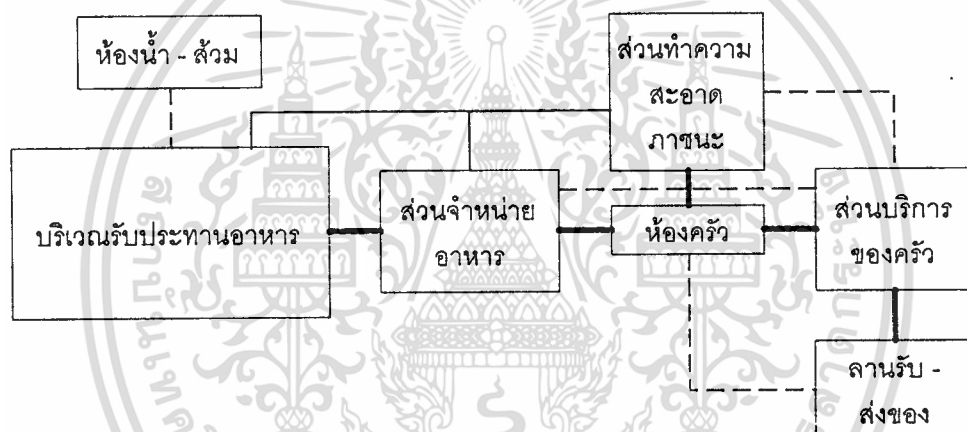 ห้องน้ำ - ส้วม
ส่วนทำความ
สะอาด
ภาชนะ
บริเวณรับประทานอาหาร
ส่วนจำหน่าย
อาหาร
ห้องครัว
ส่วนบริการ
ของครัว
ลานรับ -
ส่งของ